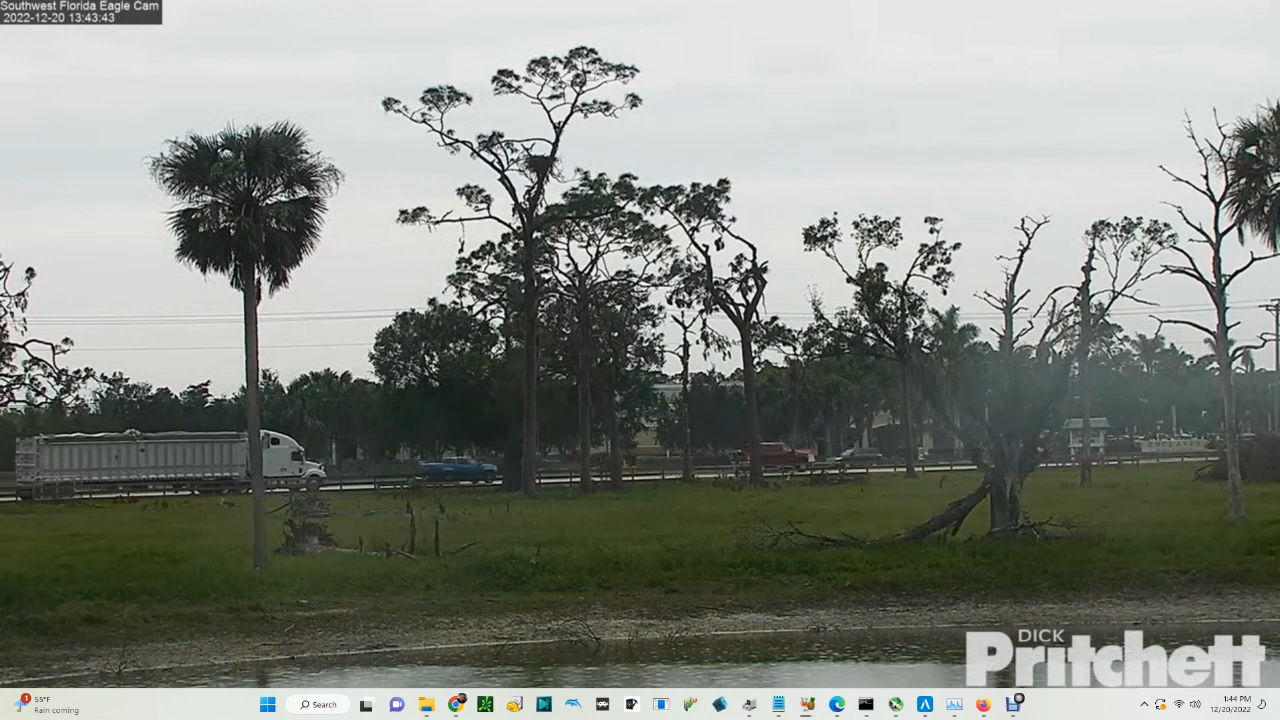 Southwest Florida Eagle Cam
2022-12-20 13:43:43
DICK
Pritchett
1
55°F
Rain coming
Search
1:44 PM
12/20/2022